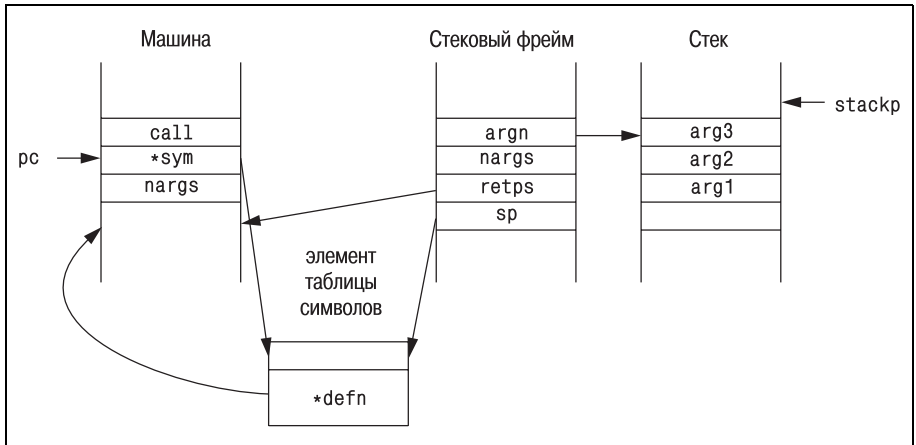 Машина
Стековый фрейм
Стек
stackp
call
argn
arg3
pc
*sym
nargs
arg2
nargs
retps
arg1
sp
элемент
таблицы
символов
*defn